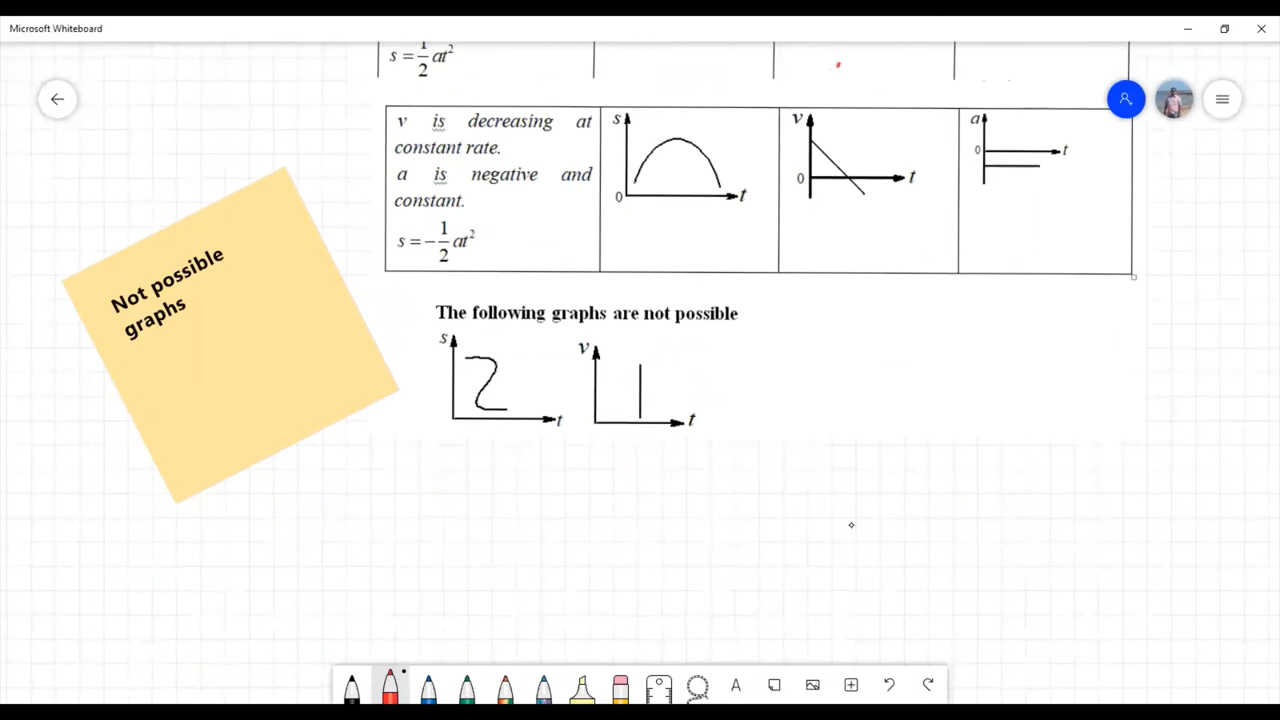 Microsoft Whiteboard
s = 1/2 at²
v is decreasing at
constant rate.
a is negative and
constant.
s = −1/2 at²
s
0
t
v
0
t
a
0
t
Not possible
graphs
The following graphs are not possible
s
t
v
t
A